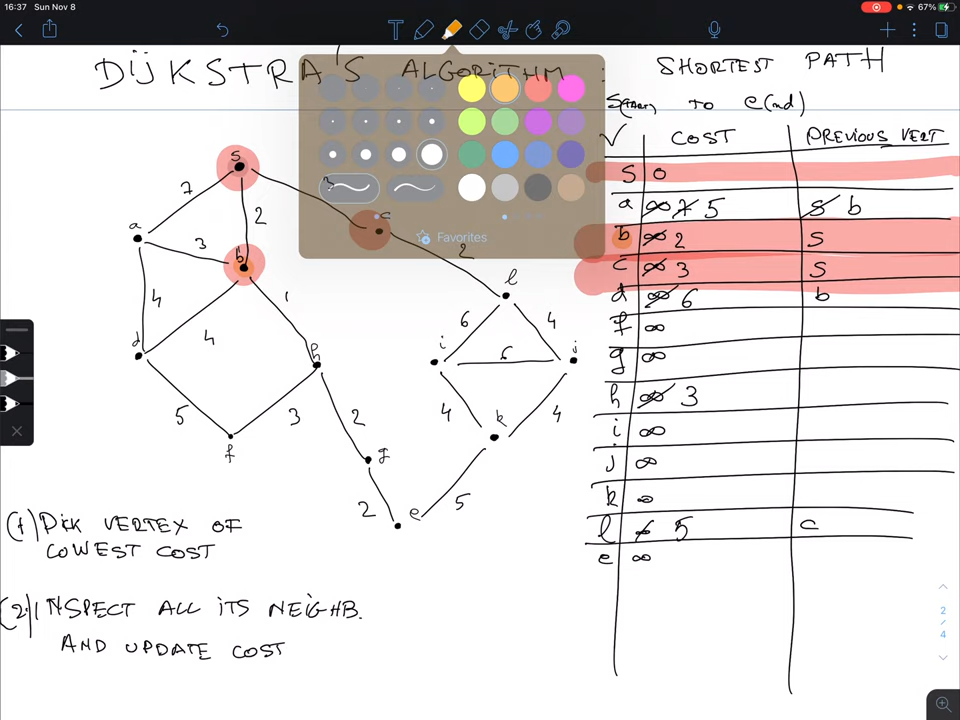 16:37 Sun Nov 8
67%
DIJKSTRA'S ALGORITHM :
SHORTEST PATH
S(start) to e(end)
V COST PREVIOUS VERT
S 0
a ∞ 7 5 S b
b ∞ 2 S
c ∞ 3 S
d ∞ 6 b
f ∞
g ∞
h ∞ 3
i ∞
j ∞
k ∞
l ∞ 5 c
e ∞
Favorites
S
7
2
3
c
a
3
b
2
l
4
4
1
6
4
d
h
i
6
j
5
3
2
4
k
4
f
g
2
e
5
(1) PICK VERTEX OF
LOWEST COST
(2) INSPECT ALL ITS NEIGHB.
AND UPDATE COST
2
/
4
T